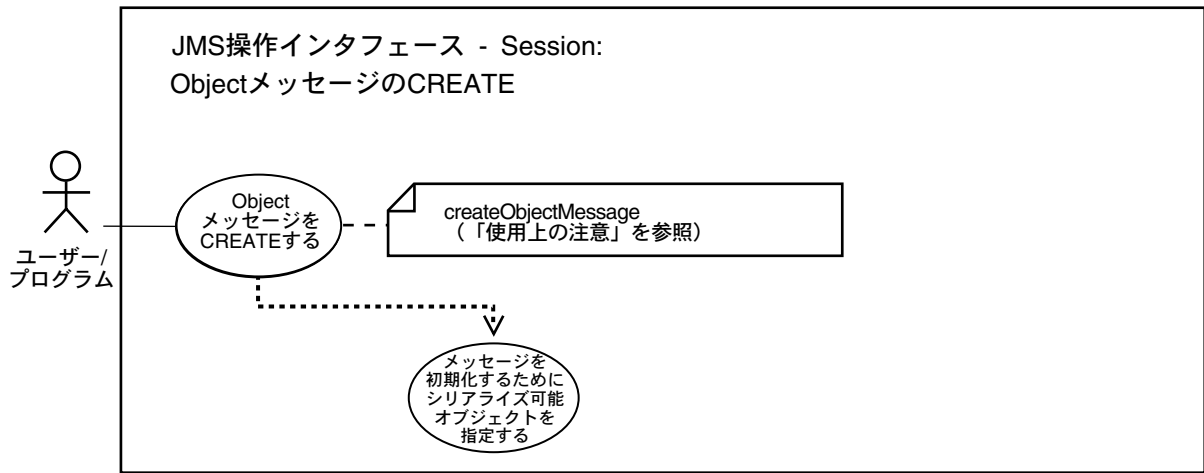 JMS操作インタフェース - Session:
ObjectメッセージのCREATE
Object
メッセージを
CREATEする
createObjectMessage
（「使用上の注意」を参照）
ユーザー/
プログラム
メッセージを
初期化するために
シリアライズ可能
オブジェクトを
指定する